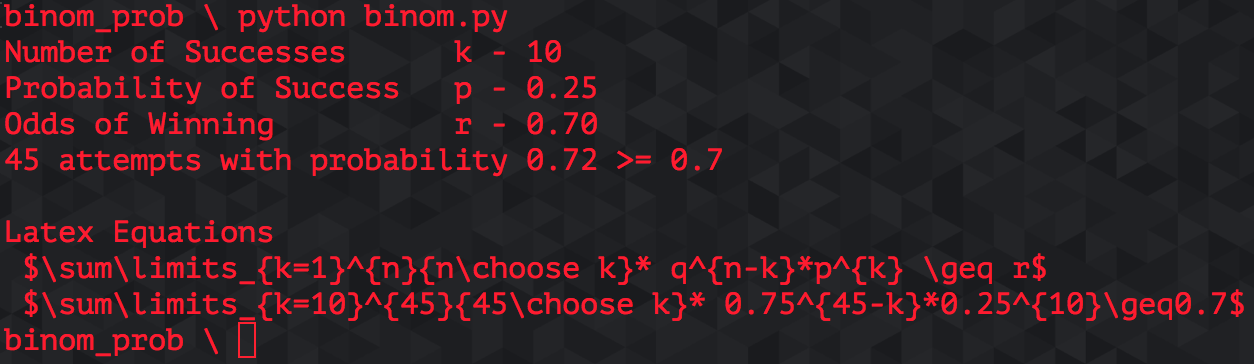 binom_prob \ python binom.py
Number of Successes      k - 10
Probability of Success   p - 0.25
Odds of Winning          r - 0.70
45 attempts with probability 0.72 >= 0.7
Latex Equations
 $\sum\limits_{k=1}^{n}{n\choose k}* q^{n-k}*p^{k} \geq r$
 $\sum\limits_{k=10}^{45}{45\choose k}* 0.75^{45-k}*0.25^{10}\geq0.7$
binom_prob \